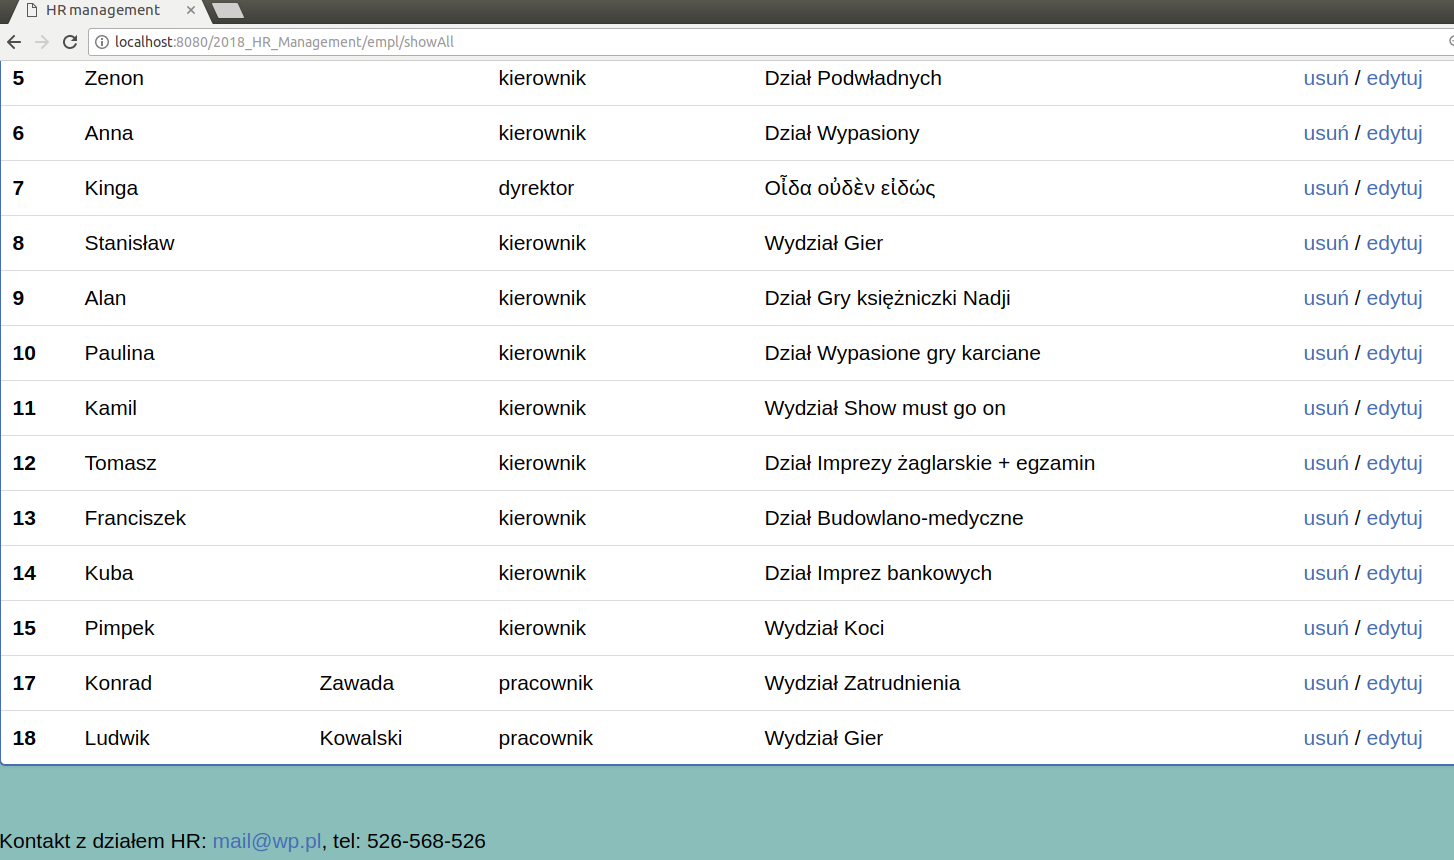 HR management
localhost:8080/2018_HR_Management/empl/showAll
5 Zenon kierownik Dział Podwładnych usuń / edytuj
6 Anna kierownik Dział Wypasiony usuń / edytuj
7 Kinga dyrektor Οἶδα οὐδὲν εἰδώς usuń / edytuj
8 Stanisław kierownik Wydział Gier usuń / edytuj
9 Alan kierownik Dział Gry księżniczki Nadji usuń / edytuj
10 Paulina kierownik Dział Wypasione gry karciane usuń / edytuj
11 Kamil kierownik Wydział Show must go on usuń / edytuj
12 Tomasz kierownik Dział Imprezy żaglarskie + egzamin usuń / edytuj
13 Franciszek kierownik Dział Budowlano-medyczne usuń / edytuj
14 Kuba kierownik Dział Imprez bankowych usuń / edytuj
15 Pimpek kierownik Wydział Koci usuń / edytuj
17 Konrad Zawada pracownik Wydział Zatrudnienia usuń / edytuj
18 Ludwik Kowalski pracownik Wydział Gier usuń / edytuj
Kontakt z działem HR: mail@wp.pl, tel: 526-568-526